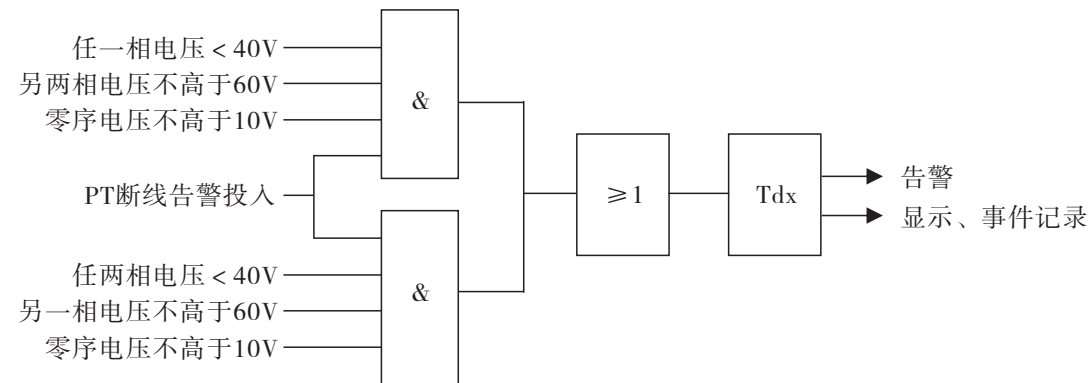 任一相电压<40V
另两相电压不高于60V
零序电压不高于10V
&
PT断线告警投入
≥1
Tdx
告警
显示、事件记录
任两相电压<40V
另一相电压不高于60V
零序电压不高于10V
&